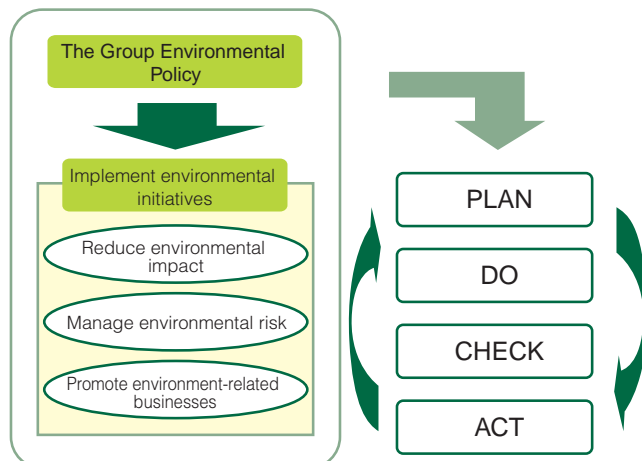 The Group Environmental
Policy
Implement environmental
initiatives
Reduce environmental
impact
Manage environmental risk
Promote environment-related
businesses
PLAN
DO
CHECK
ACT